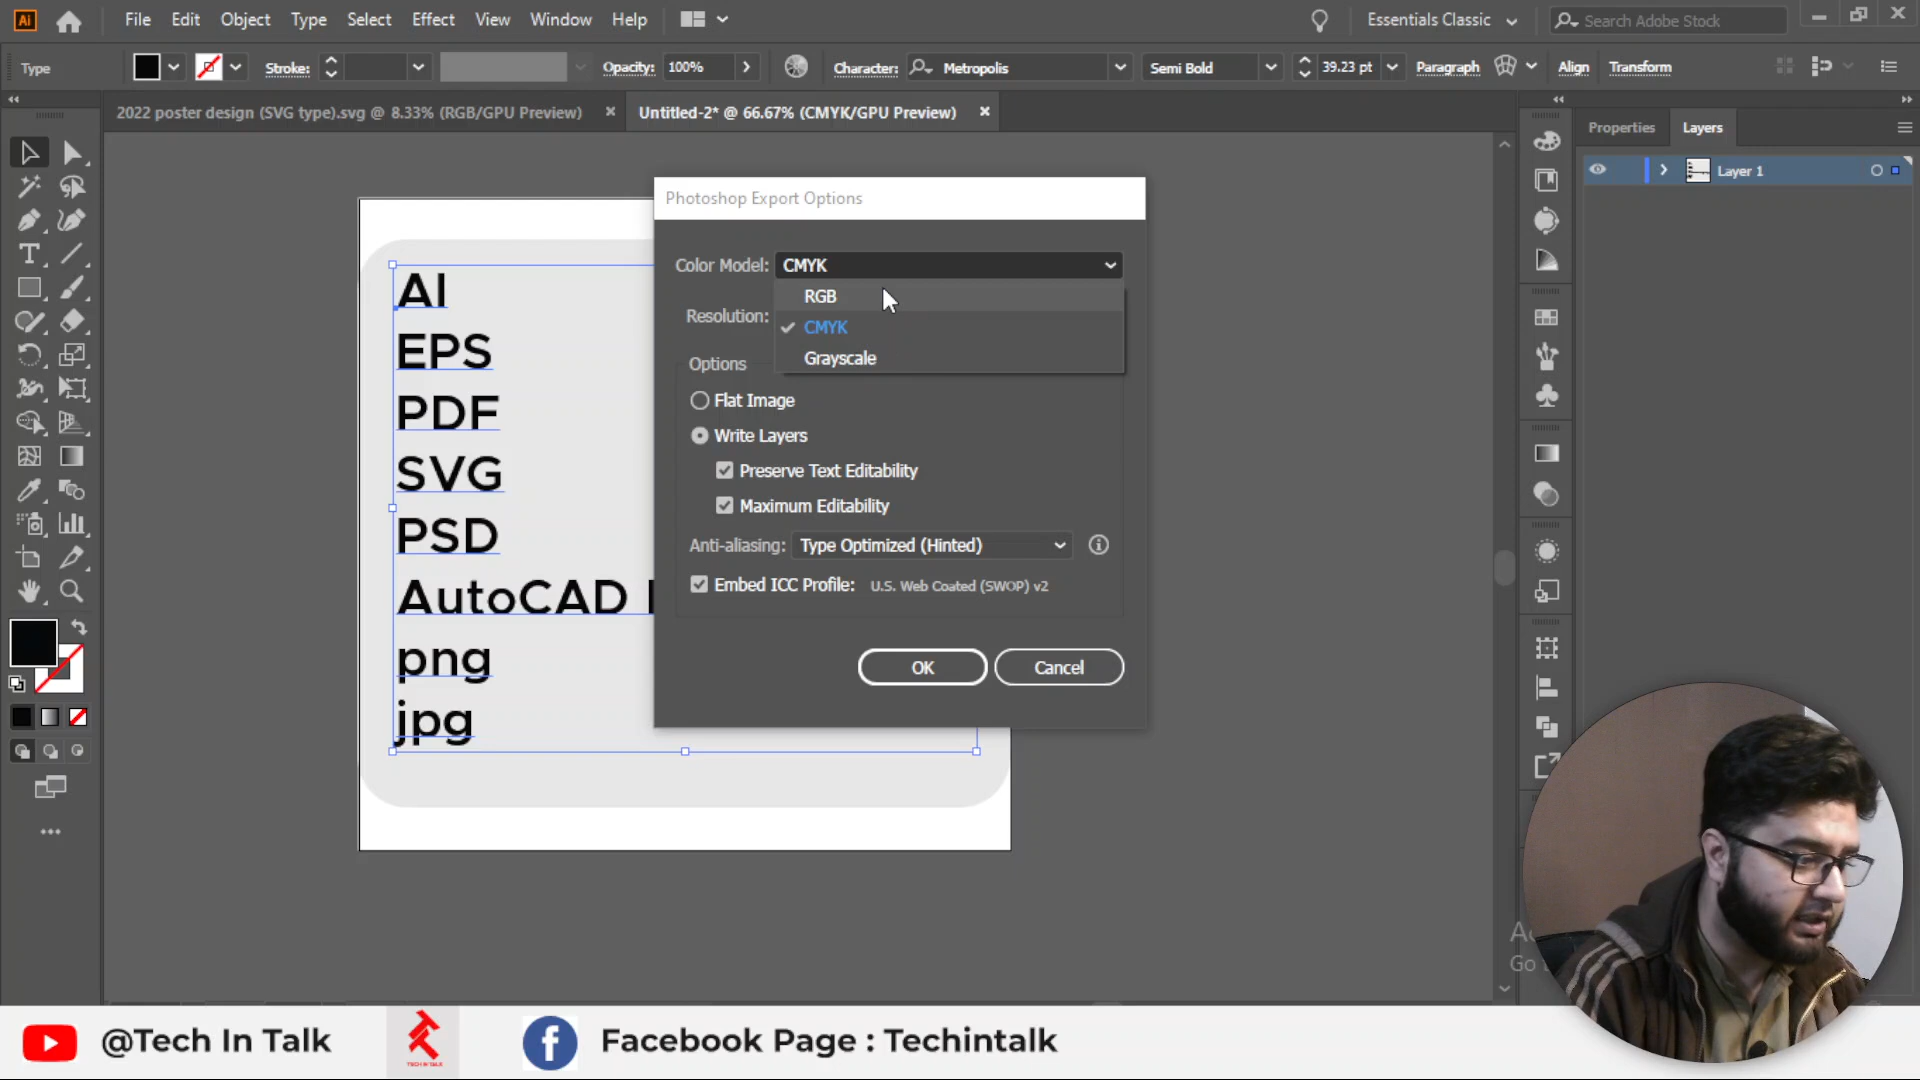 Ai File Edit Object Type Select Effect View Window Help Essentials Classic Search Adobe Stock
Type Stroke: Opacity: 100% Character: Metropolis Semi Bold 39.23 pt Paragraph Align Transform
2022 poster design (SVG type).svg @ 8.33% (RGB/GPU Preview) Untitled-2* @ 66.67% (CMYK/GPU Preview)
Properties Layers
Layer 1
Photoshop Export Options
Color Model: CMYK
RGB
CMYK
Grayscale
Resolution:
Options
Flat Image
Write Layers
Preserve Text Editability
Maximum Editability
Anti-aliasing: Type Optimized (Hinted)
Embed ICC Profile: U.S. Web Coated (SWOP) v2
OK Cancel
AI
EPS
PDF
SVG
PSD
AutoCAD
png
jpg
Go
@Tech In Talk TECH IN TALK Facebook Page : Techintalk